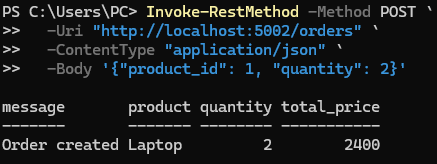 PS C:\Users\PC> Invoke-RestMethod -Method POST `
>>   -Uri "http://localhost:5002/orders" `
>>   -ContentType "application/json" `
>>   -Body '{"product_id": 1, "quantity": 2}'
message       product quantity total_price
-------       ------- -------- -----------
Order created Laptop         2        2400